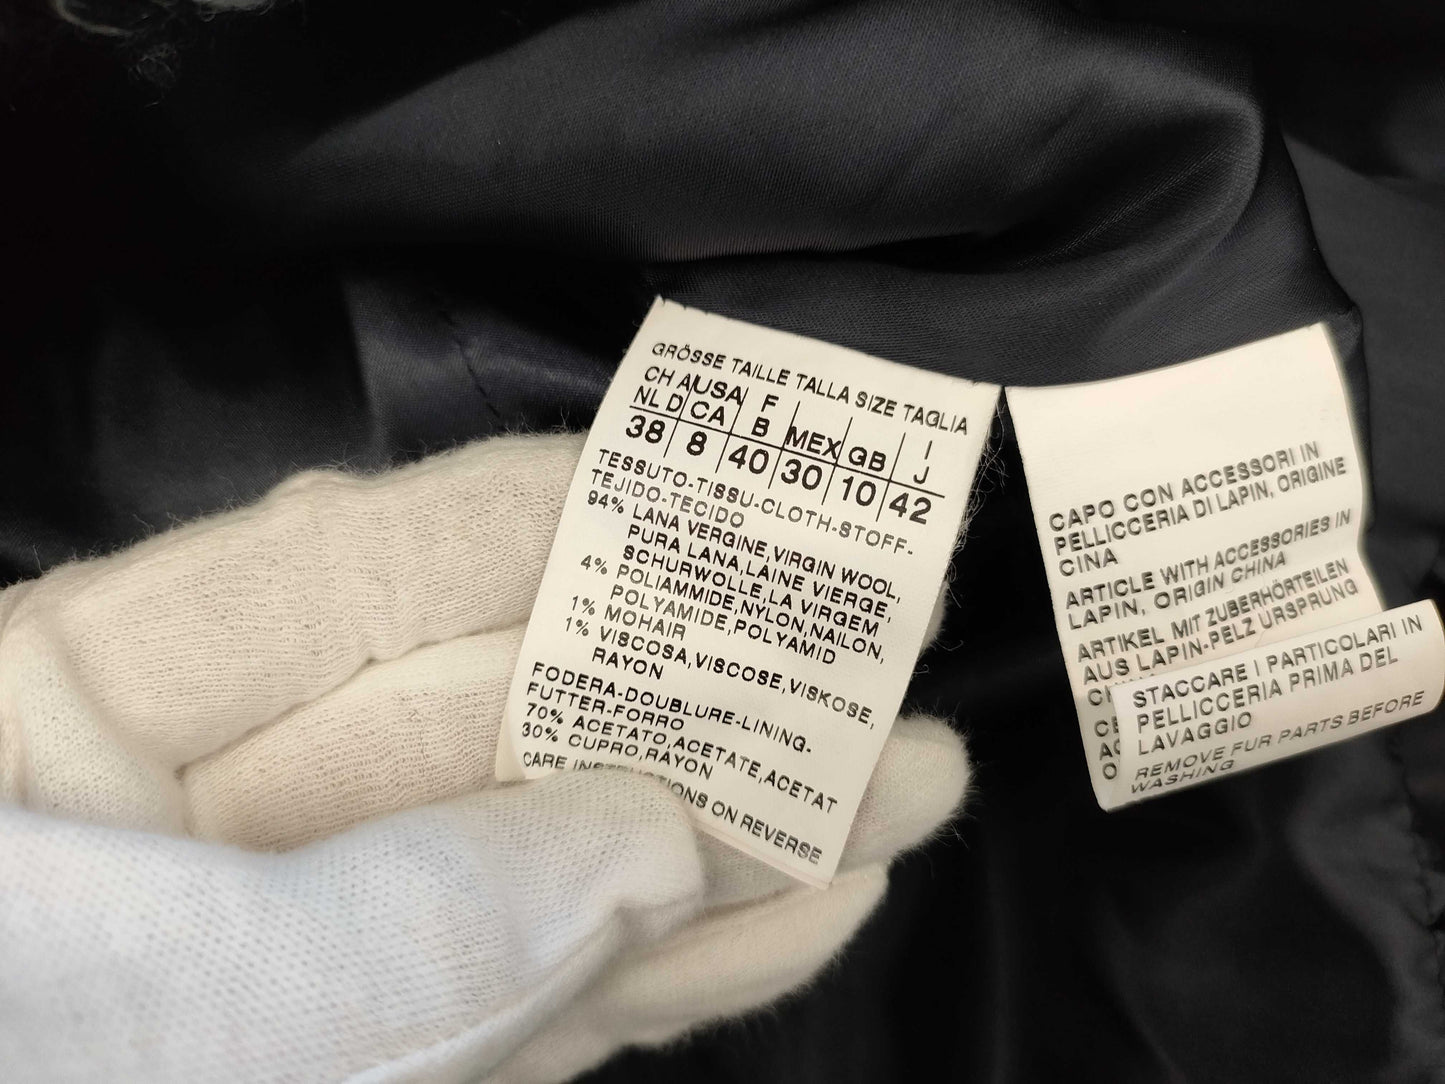 GRÖSSE TAILLE TALLA SIZE TAGLIA
CH A USA F I
NL D CA B MEX GB J
38 8 40 30 10 42
TESSUTO-TISSU-CLOTH-STOFF-
TEJIDO-TECIDO
94% LANA VERGINE,VIRGIN WOOL,
PURA LANA,LAINE VIERGE,
SCHURWOLLE,LA VIRGEM
4% POLIAMMIDE,NYLON,NAILON,
POLYAMIDE,POLYAMID
1% MOHAIR
1% VISCOSA,VISCOSE,VISKOSE,
RAYON
FODERA-DOUBLURE-LINING-
FUTTER-FORRO
70% ACETATO,ACETATE,ACETAT
30% CUPRO,RAYON
CARE INSTRUCTIONS ON REVERSE
CAPO CON ACCESSORI IN
PELLICCERIA DI LAPIN, ORIGINE
CINA
ARTICLE WITH ACCESSORIES IN
LAPIN, ORIGIN CHINA
ARTIKEL MIT ZUBERHÖRTEILEN
AUS LAPIN-PELZ URSPRUNG
STACCARE I PARTICOLARI IN
PELLICCERIA PRIMA DEL
LAVAGGIO
REMOVE FUR PARTS BEFORE
WASHING